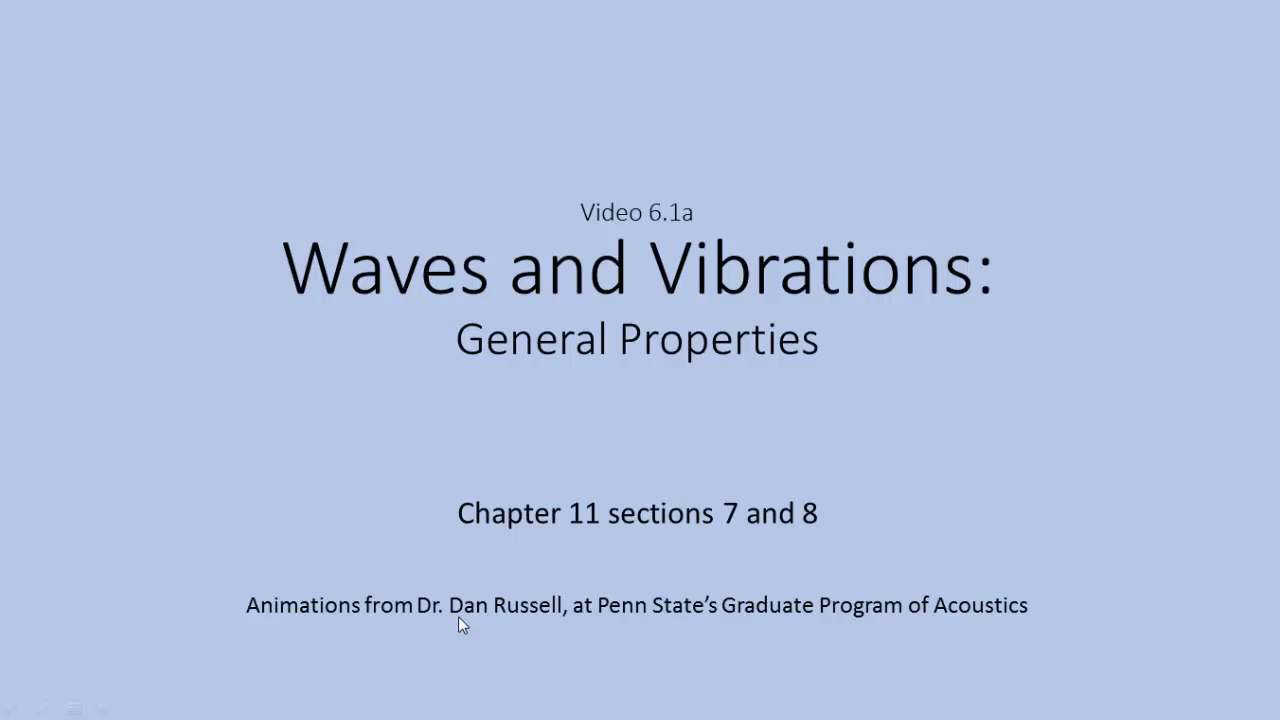 Video 6.1a
Waves and Vibrations:
General Properties
Chapter 11 sections 7 and 8
Animations from Dr. Dan Russell, at Penn State’s Graduate Program of Acoustics